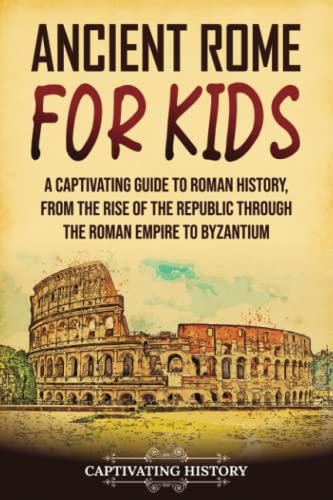 ANCIENT ROME
FOR KIDS
A CAPTIVATING GUIDE TO ROMAN HISTORY,
FROM THE RISE OF THE REPUBLIC THROUGH
THE ROMAN EMPIRE TO BYZANTIUM
CAPTIVATING HISTORY